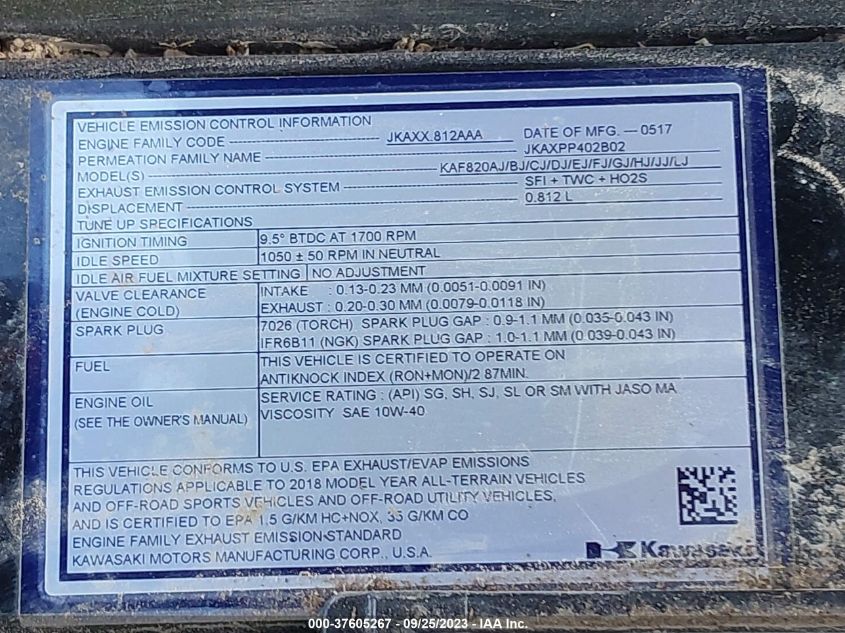 VEHICLE EMISSION CONTROL INFORMATION
ENGINE FAMILY CODE JKAXX.812AAA DATE OF MFG. — 0517
PERMEATION FAMILY NAME JKAXPP402B02
MODEL(S) KAF820AJ/BJ/CJ/DJ/EJ/FJ/GJ/HJ/JJ/LJ
EXHAUST EMISSION CONTROL SYSTEM SFI + TWC + HO2S
DISPLACEMENT 0.812 L
TUNE UP SPECIFICATIONS
IGNITION TIMING 9.5° BTDC AT 1700 RPM
IDLE SPEED 1050 ± 50 RPM IN NEUTRAL
IDLE AIR FUEL MIXTURE SETTING NO ADJUSTMENT
VALVE CLEARANCE INTAKE : 0.13-0.23 MM (0.0051-0.0091 IN)
(ENGINE COLD) EXHAUST : 0.20-0.30 MM (0.0079-0.0118 IN)
SPARK PLUG 7026 (TORCH) SPARK PLUG GAP : 0.9-1.1 MM (0.035-0.043 IN)
IFR6B11 (NGK) SPARK PLUG GAP : 1.0-1.1 MM (0.039-0.043 IN)
FUEL THIS VEHICLE IS CERTIFIED TO OPERATE ON
ANTIKNOCK INDEX (RON+MON)/2 87MIN.
ENGINE OIL SERVICE RATING : (API) SG, SH, SJ, SL OR SM WITH JASO MA
(SEE THE OWNER'S MANUAL) VISCOSITY SAE 10W-40
THIS VEHICLE CONFORMS TO U.S. EPA EXHAUST/EVAP EMISSIONS
REGULATIONS APPLICABLE TO 2018 MODEL YEAR ALL-TERRAIN VEHICLES
AND OFF-ROAD SPORTS VEHICLES AND OFF-ROAD UTILITY VEHICLES,
AND IS CERTIFIED TO EPA 1.5 G/KM HC+NOX, 35 G/KM CO
ENGINE FAMILY EXHAUST EMISSION STANDARD
KAWASAKI MOTORS MANUFACTURING CORP., U.S.A.
Kawasaki
000-37605267 - 09/25/2023 - IAA Inc.